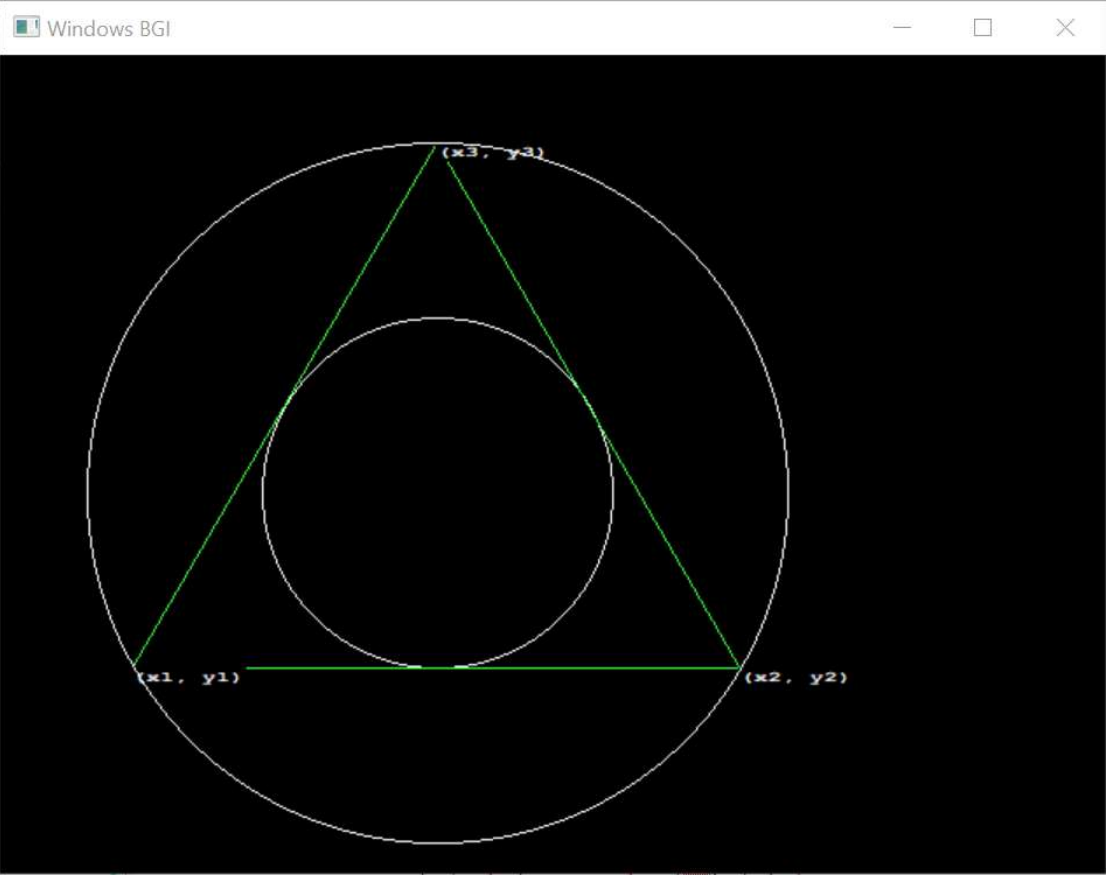 Windows BGI
(x3, y3)
(x1, y1)
(x2, y2)